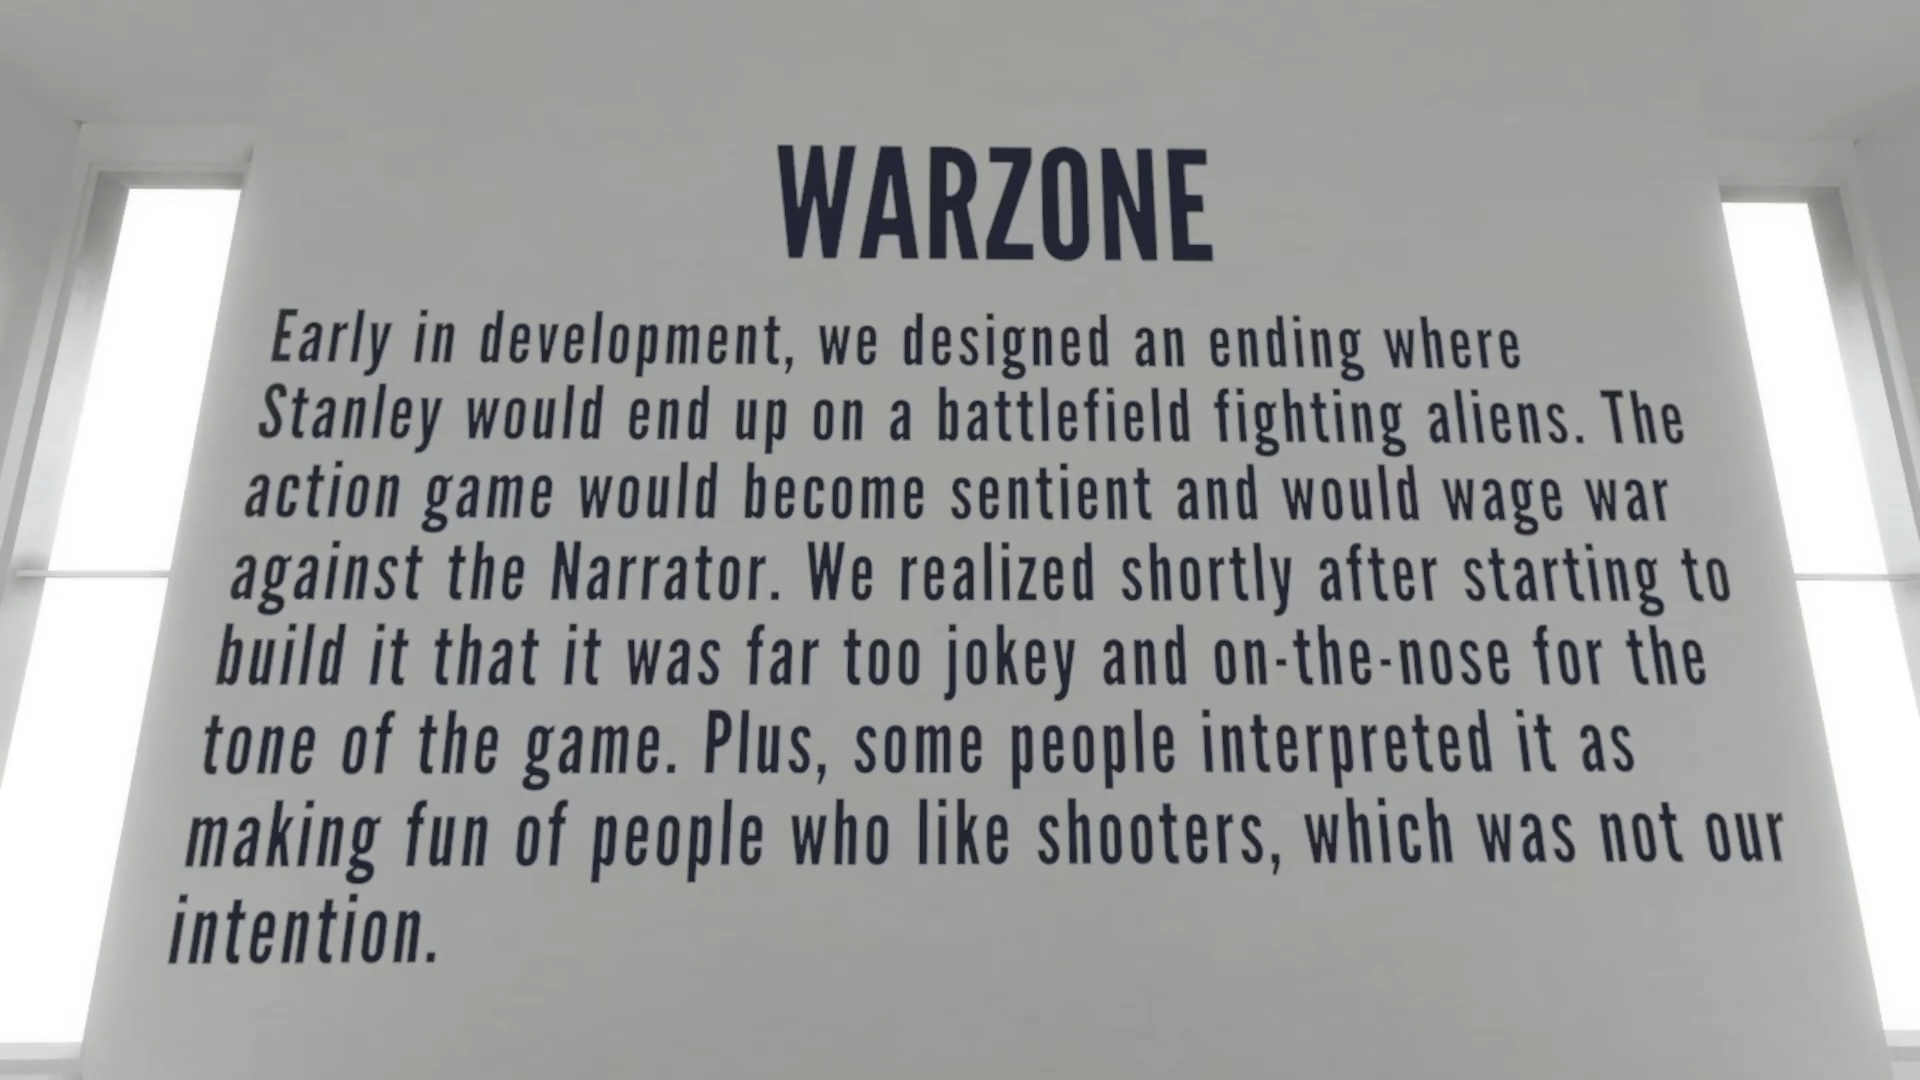 WARZONE
Early in development, we designed an ending where
Stanley would end up on a battlefield fighting aliens. The
action game would become sentient and would wage war
against the Narrator. We realized shortly after starting to
build it that it was far too jokey and on-the-nose for the
tone of the game. Plus, some people interpreted it as
making fun of people who like shooters, which was not our
intention.